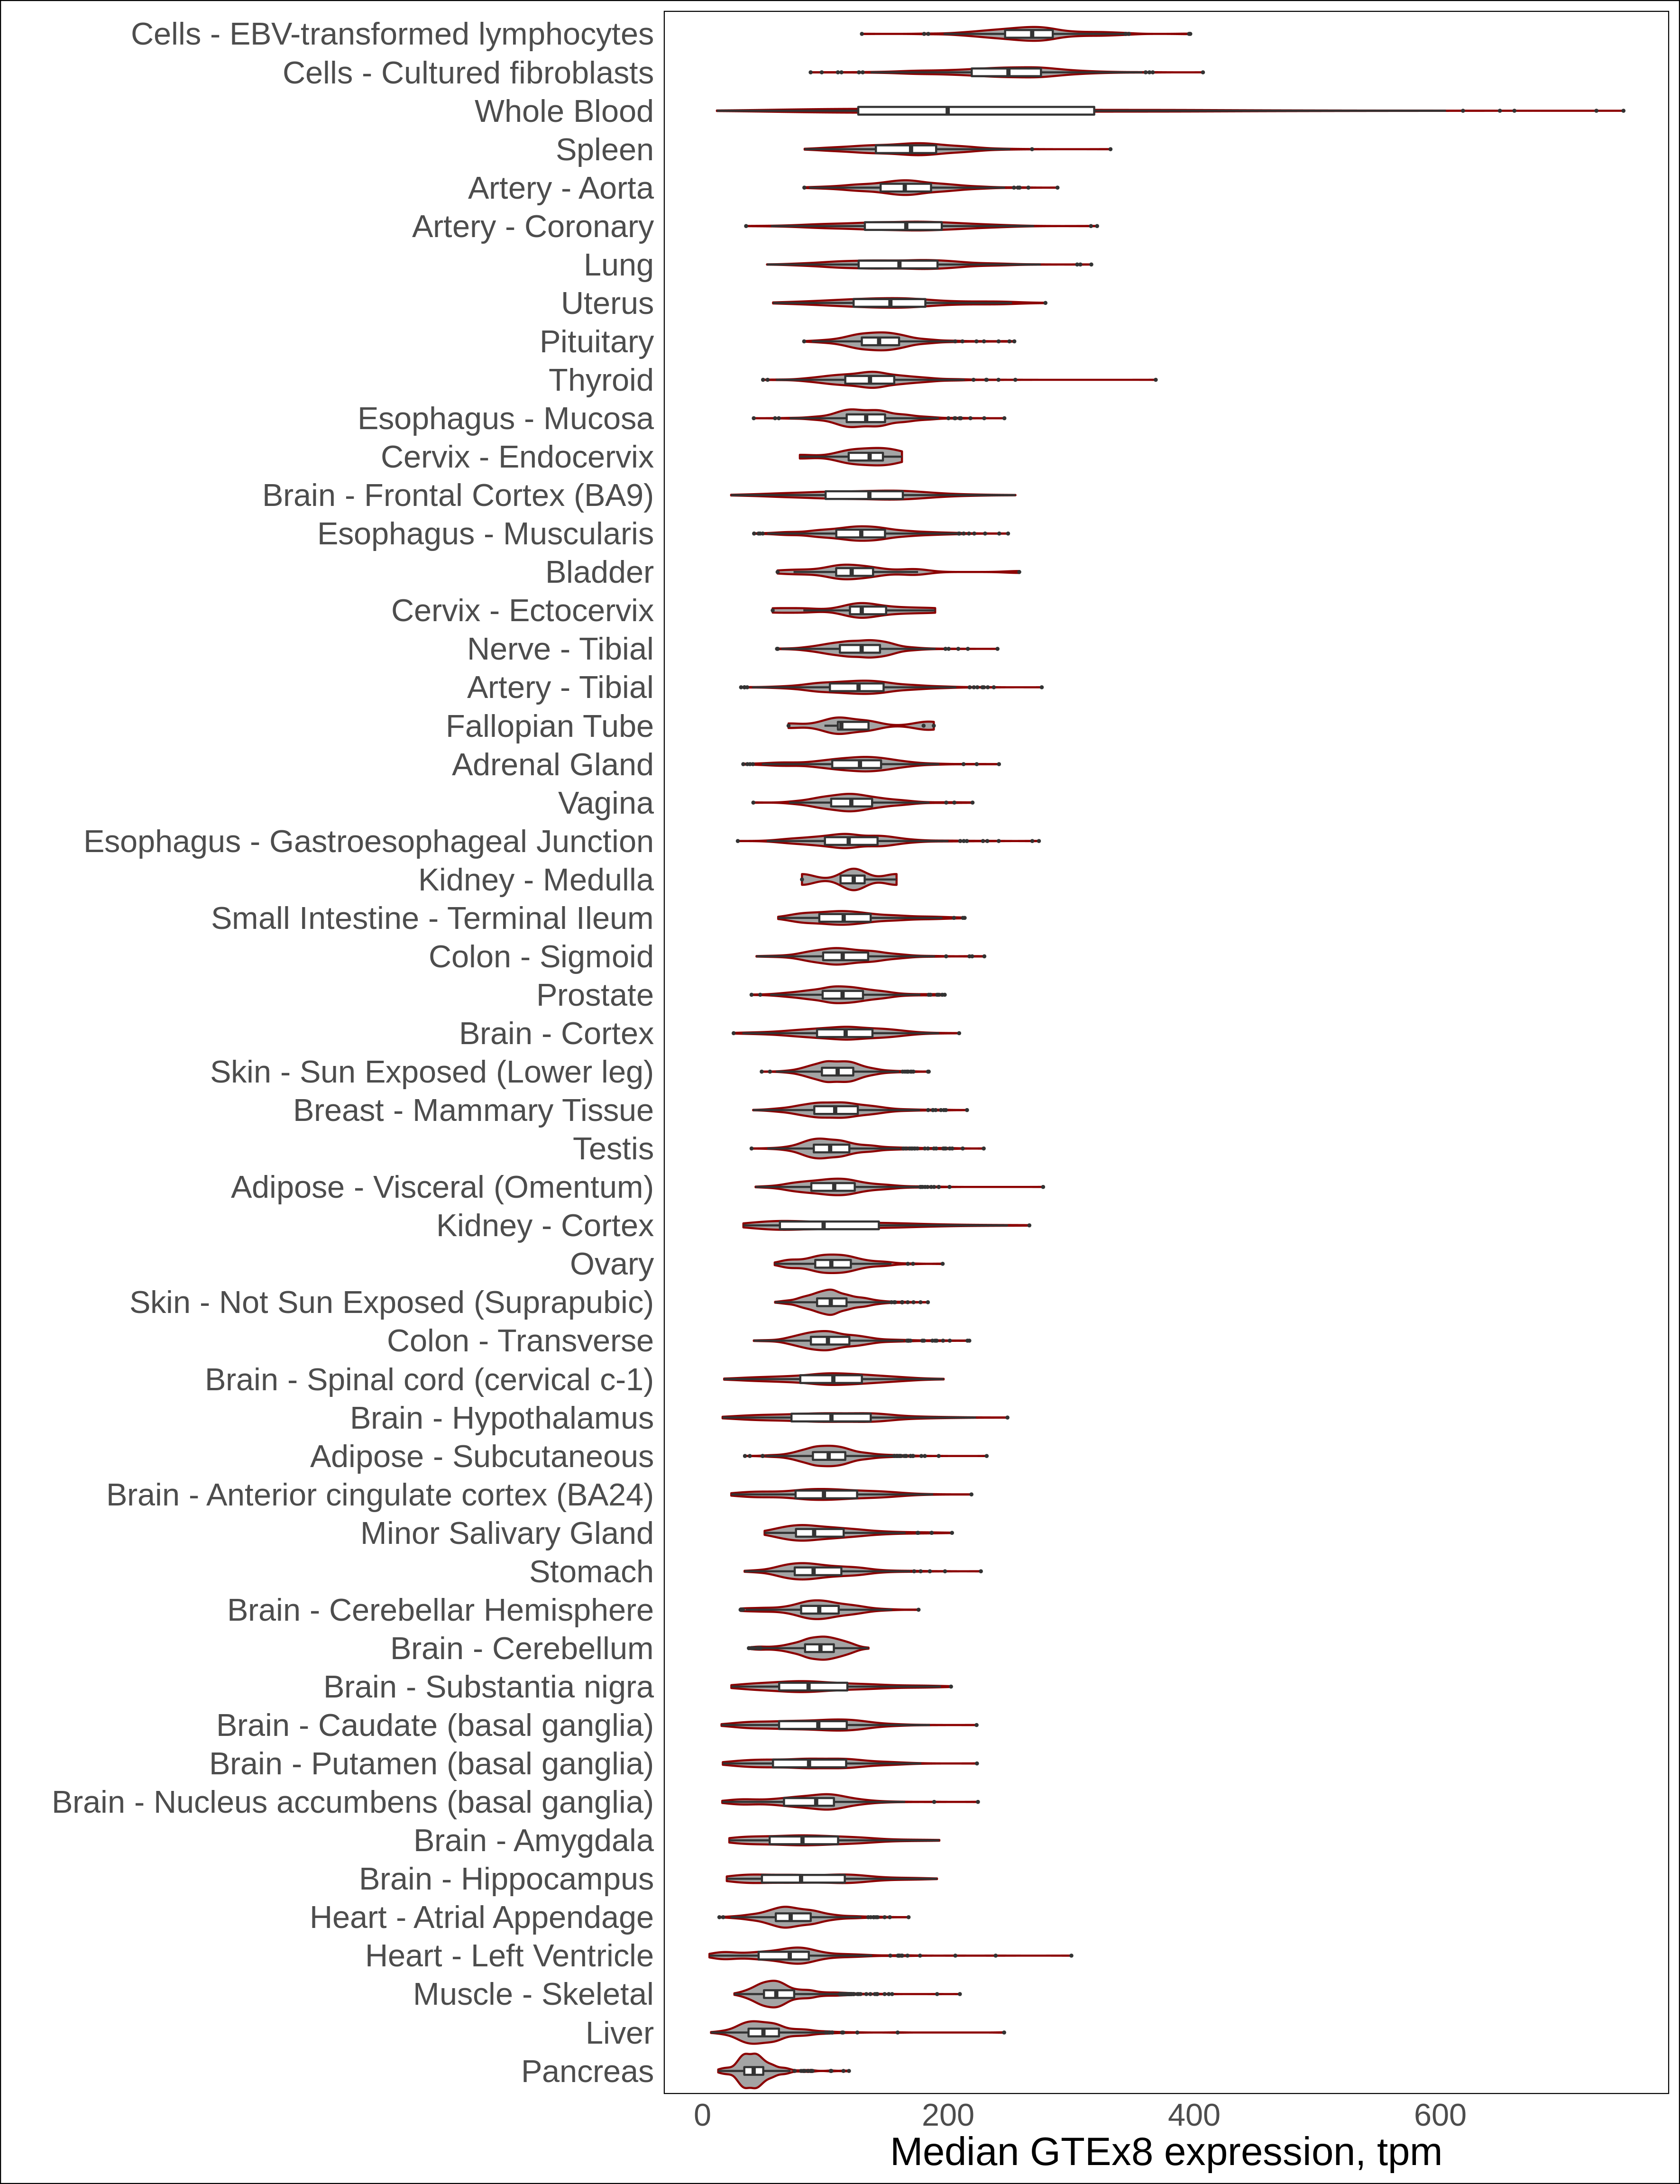 Cells - EBV-transformed lymphocytes
Cells - Cultured fibroblasts
Whole Blood
Spleen
Artery - Aorta
Artery - Coronary
Lung
Uterus
Pituitary
Thyroid
Esophagus - Mucosa
Cervix - Endocervix
Brain - Frontal Cortex (BA9)
Esophagus - Muscularis
Bladder
Cervix - Ectocervix
Nerve - Tibial
Artery - Tibial
Fallopian Tube
Adrenal Gland
Vagina
Esophagus - Gastroesophageal Junction
Kidney - Medulla
Small Intestine - Terminal Ileum
Colon - Sigmoid
Prostate
Brain - Cortex
Skin - Sun Exposed (Lower leg)
Breast - Mammary Tissue
Testis
Adipose - Visceral (Omentum)
Kidney - Cortex
Ovary
Skin - Not Sun Exposed (Suprapubic)
Colon - Transverse
Brain - Spinal cord (cervical c-1)
Brain - Hypothalamus
Adipose - Subcutaneous
Brain - Anterior cingulate cortex (BA24)
Minor Salivary Gland
Stomach
Brain - Cerebellar Hemisphere
Brain - Cerebellum
Brain - Substantia nigra
Brain - Caudate (basal ganglia)
Brain - Putamen (basal ganglia)
Brain - Nucleus accumbens (basal ganglia)
Brain - Amygdala
Brain - Hippocampus
Heart - Atrial Appendage
Heart - Left Ventricle
Muscle - Skeletal
Liver
Pancreas
0 200 400 600
Median GTEx8 expression, tpm